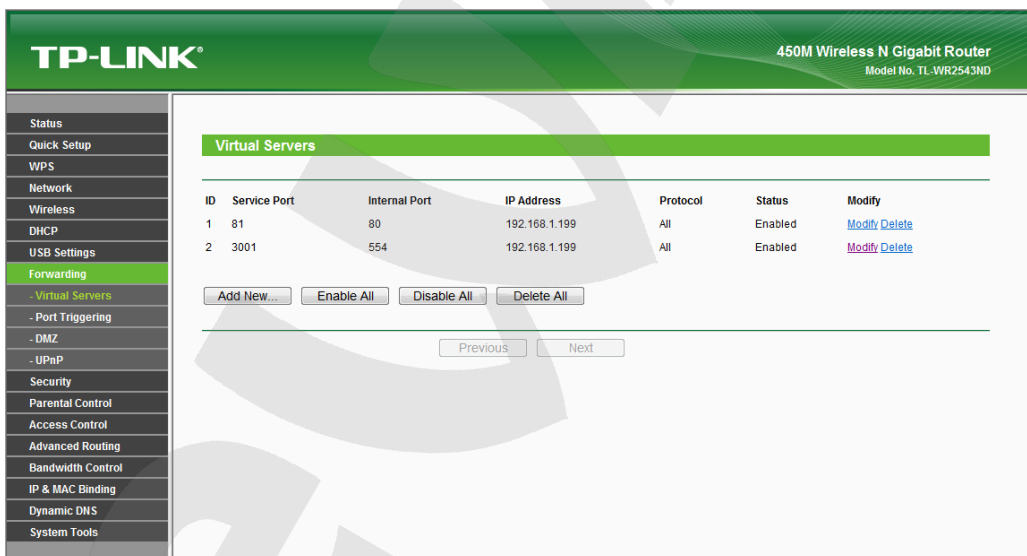 TP-LINK®
450M Wireless N Gigabit Router
Model No. TL-WR2543ND
Status
Quick Setup
WPS
Network
Wireless
DHCP
USB Settings
Forwarding
- Virtual Servers
- Port Triggering
- DMZ
- UPnP
Security
Parental Control
Access Control
Advanced Routing
Bandwidth Control
IP & MAC Binding
Dynamic DNS
System Tools
Virtual Servers
ID Service Port Internal Port IP Address Protocol Status Modify
1 81 80 192.168.1.199 All Enabled Modify Delete
2 3001 554 192.168.1.199 All Enabled Modify Delete
Add New... Enable All Disable All Delete All
Previous Next